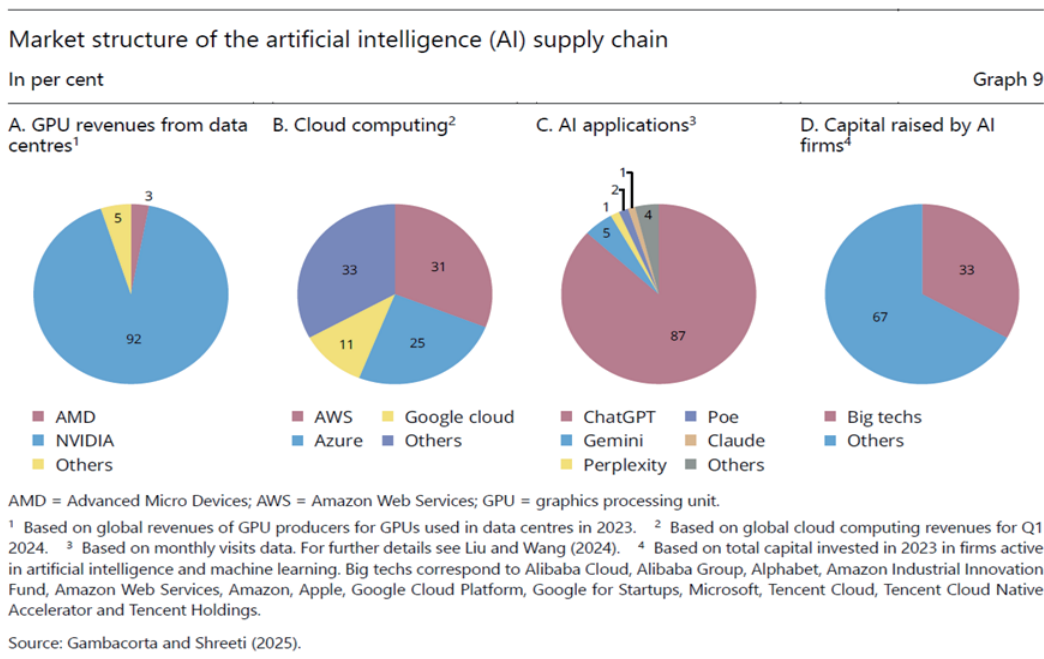 Market structure of the artificial intelligence (AI) supply chain
In per cent
Graph 9
A. GPU revenues from data
centres¹
3
5
92
AMD
NVIDIA
Others
B. Cloud computing²
33
31
11
25
AWS
Google cloud
Azure
Others
C. AI applications³
1
2
1
4
5
87
ChatGPT
Poe
Gemini
Claude
Perplexity
Others
D. Capital raised by AI
firms⁴
33
67
Big techs
Others
AMD = Advanced Micro Devices; AWS = Amazon Web Services; GPU = graphics processing unit.
¹ Based on global revenues of GPU producers for GPUs used in data centres in 2023. ² Based on global cloud computing revenues for Q1
2024. ³ Based on monthly visits data. For further details see Liu and Wang (2024). ⁴ Based on total capital invested in 2023 in firms active
in artificial intelligence and machine learning. Big techs correspond to Alibaba Cloud, Alibaba Group, Alphabet, Amazon Industrial Innovation
Fund, Amazon Web Services, Amazon, Apple, Google Cloud Platform, Google for Startups, Microsoft, Tencent Cloud, Tencent Cloud Native
Accelerator and Tencent Holdings.
Source: Gambacorta and Shreeti (2025).